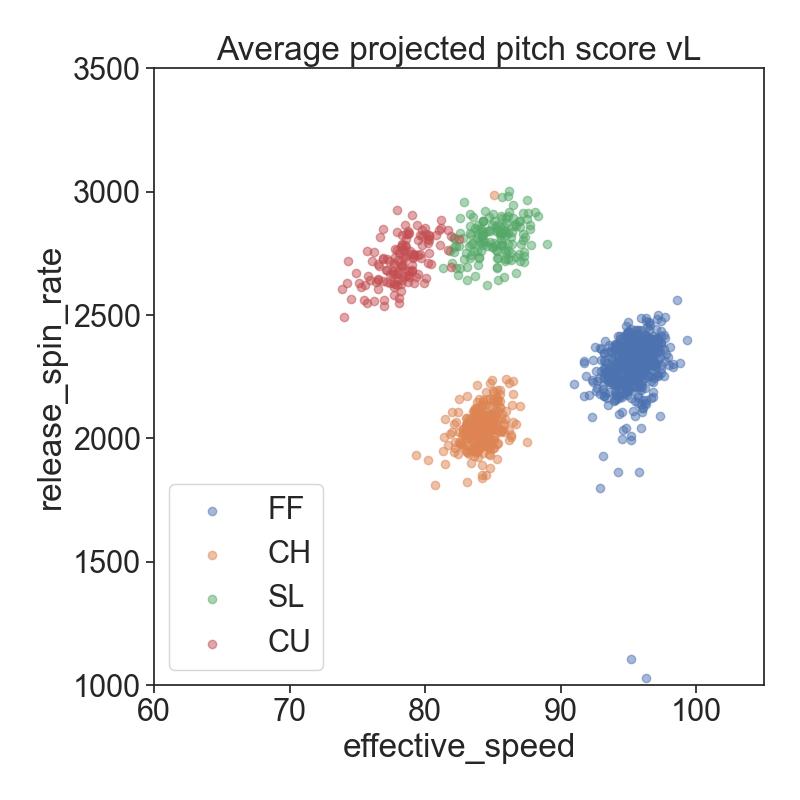 Average projected pitch score vL
3500
3000
2500
2000
1500
1000
release_spin_rate
FF
CH
SL
CU
60 70 80 90 100
effective_speed